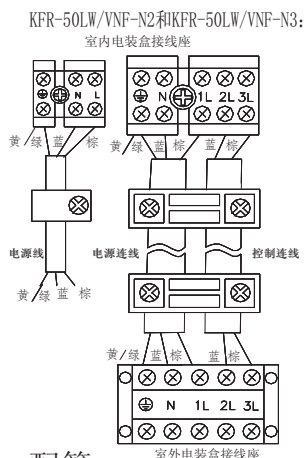 KFR-50LW/VNF-N2和KFR-50LW/VNF-N3:
室内电装盒接线座
N L
N 1L 2L 3L
黄/绿 蓝 棕
黄/绿 蓝 棕 蓝 棕
电源线 电源连线 控制连线
黄/绿 蓝 棕
黄/绿 蓝 棕 蓝 棕
N 1L 2L 3L
室外电装盒接线座